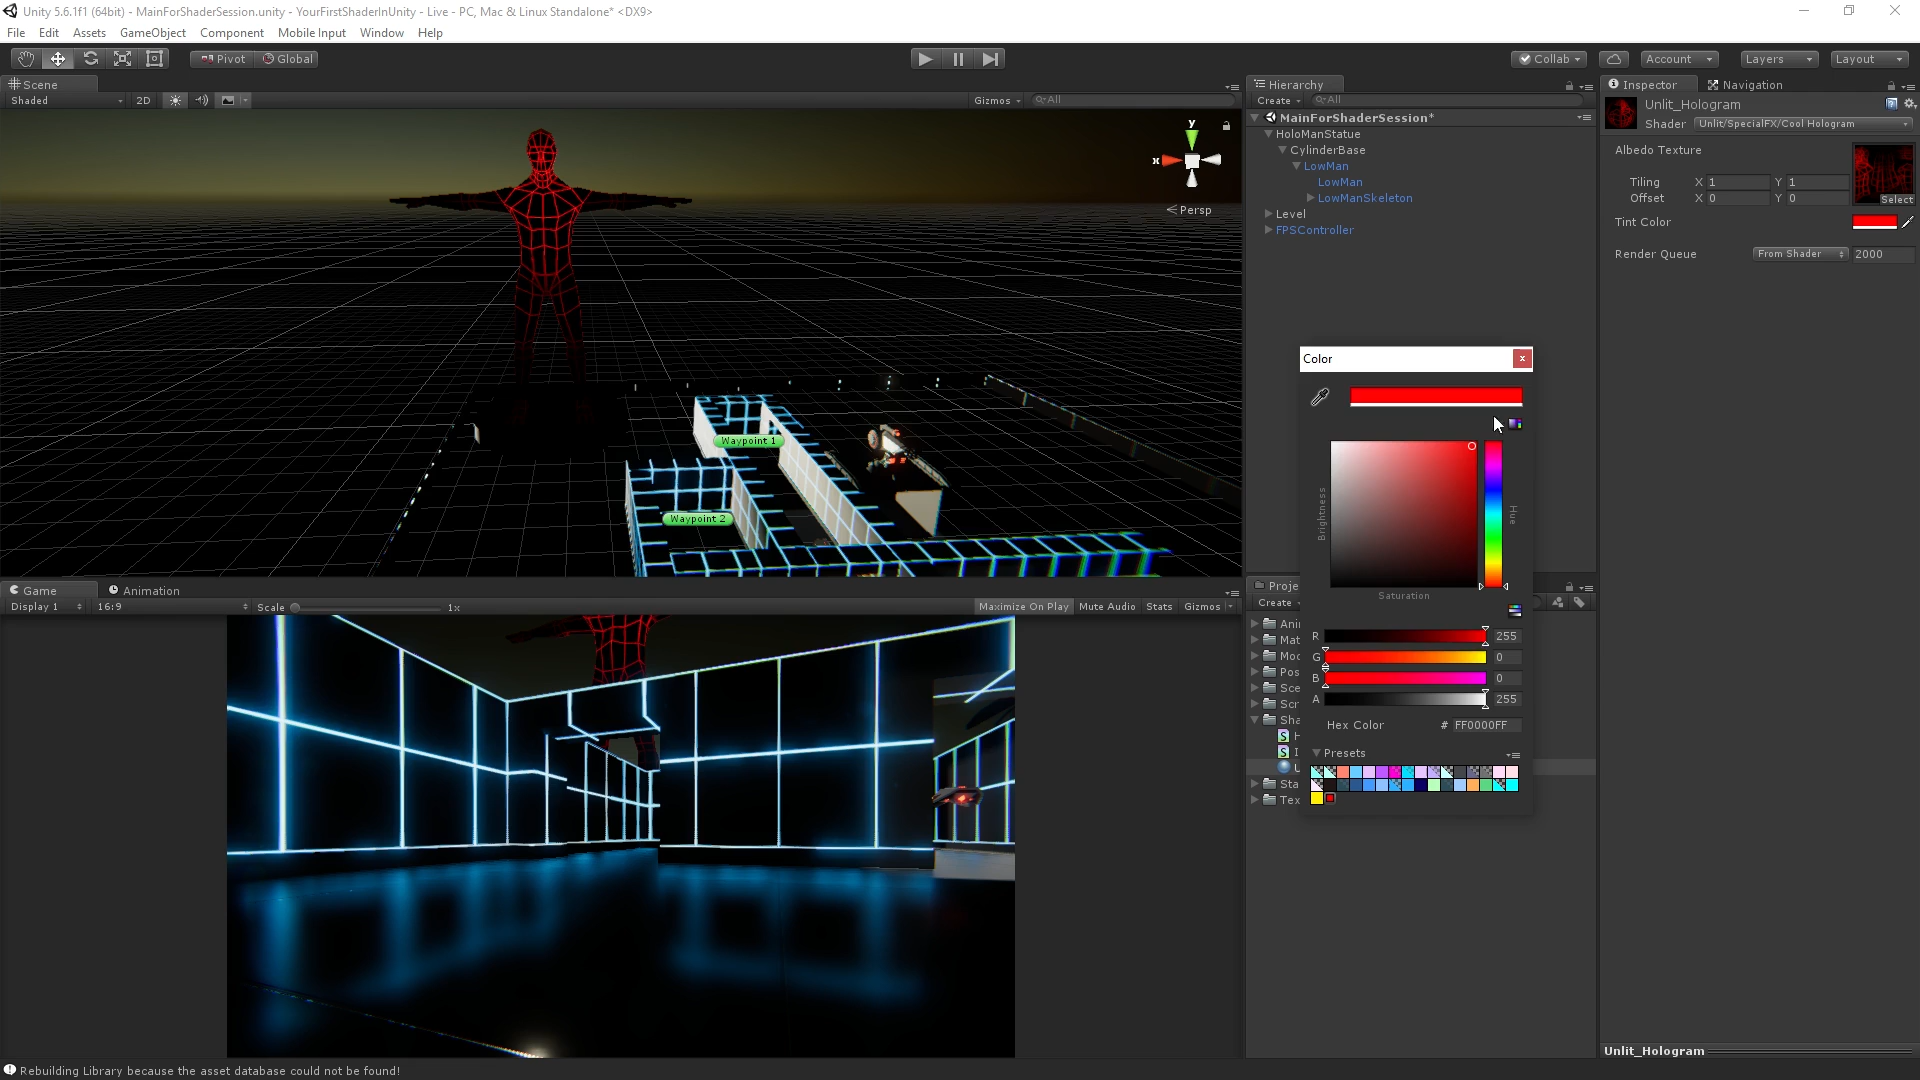 Unity 5.6.1f1 (64bit) - MainForShaderSession.unity - YourFirstShaderInUnity - Live - PC, Mac & Linux Standalone* <DX9>
File Edit Assets GameObject Component Mobile Input Window Help
Pivot Global Collab Account Layers Layout
Scene
Shaded 2D Gizmos All
y
x
Persp
Waypoint 1
Waypoint 2
Game Animation
Display 1 16:9 Scale 1x Maximize On Play Mute Audio Stats Gizmos
Hierarchy
Create All
MainForShaderSession*
HoloManStatue
CylinderBase
LowMan
LowMan
LowManSkeleton
Level
FPSController
Proje
Create
Ani
Mat
Mod
Pos
Sce
Scr
Sha
Sta
Tex
Color
Brightness
Hue
Saturation
R 255
G 0
B 0
A 255
Hex Color # FF0000FF
Presets
Inspector Navigation
Unlit_Hologram
Shader Unlit/SpecialFX/Cool Hologram
Albedo Texture
Tiling X 1 Y 1
Offset X 0 Y 0
Select
Tint Color
Render Queue From Shader 2000
Unlit_Hologram
Rebuilding Library because the asset database could not be found!